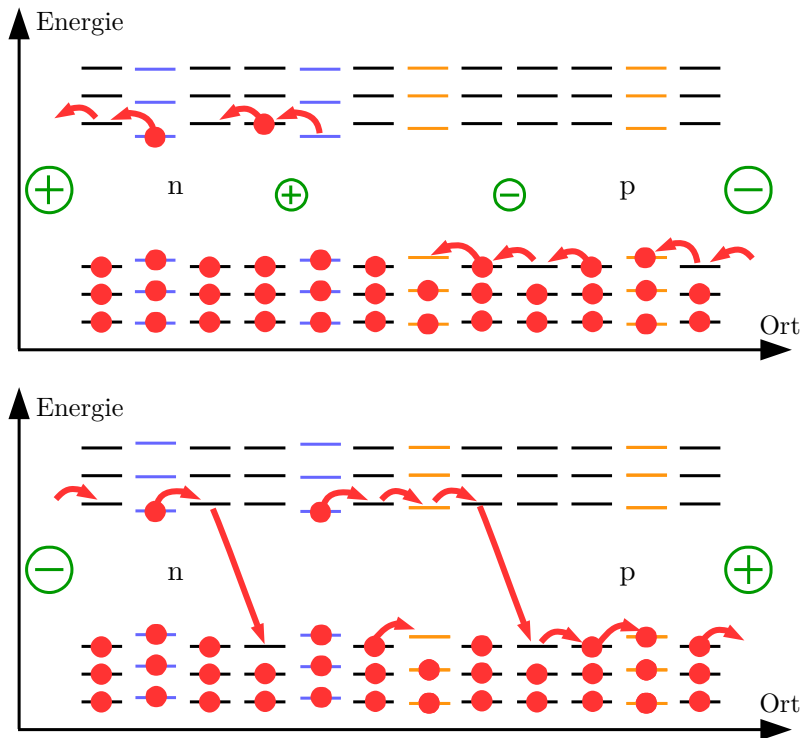 Energie
+ n + − p −
Ort
Energie
− n p +
Ort